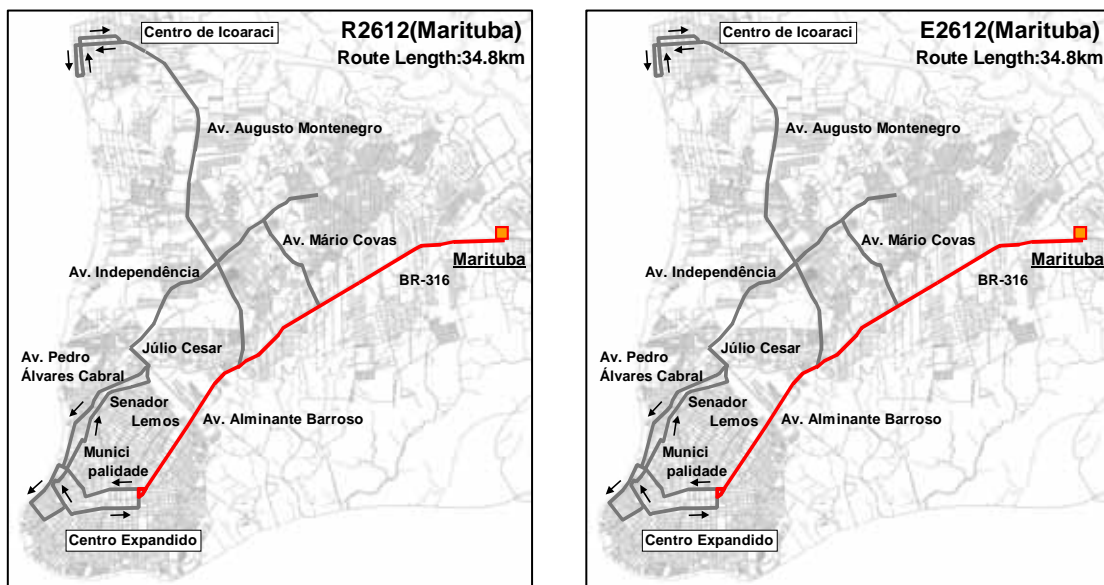 Centro de Icoaraci
R2612(Marituba)
Route Length:34.8km
Av. Augusto Montenegro
Av. Mário Covas
Marituba
Av. Independência
BR-316
Júlio Cesar
Av. Pedro
Álvares Cabral
Senador
Lemos
Av. Alminante Barroso
Munici
palidade
Centro Expandido
Centro de Icoaraci
E2612(Marituba)
Route Length:34.8km
Av. Augusto Montenegro
Av. Mário Covas
Marituba
Av. Independência
BR-316
Júlio Cesar
Av. Pedro
Álvares Cabral
Senador
Lemos
Av. Alminante Barroso
Munici
palidade
Centro Expandido